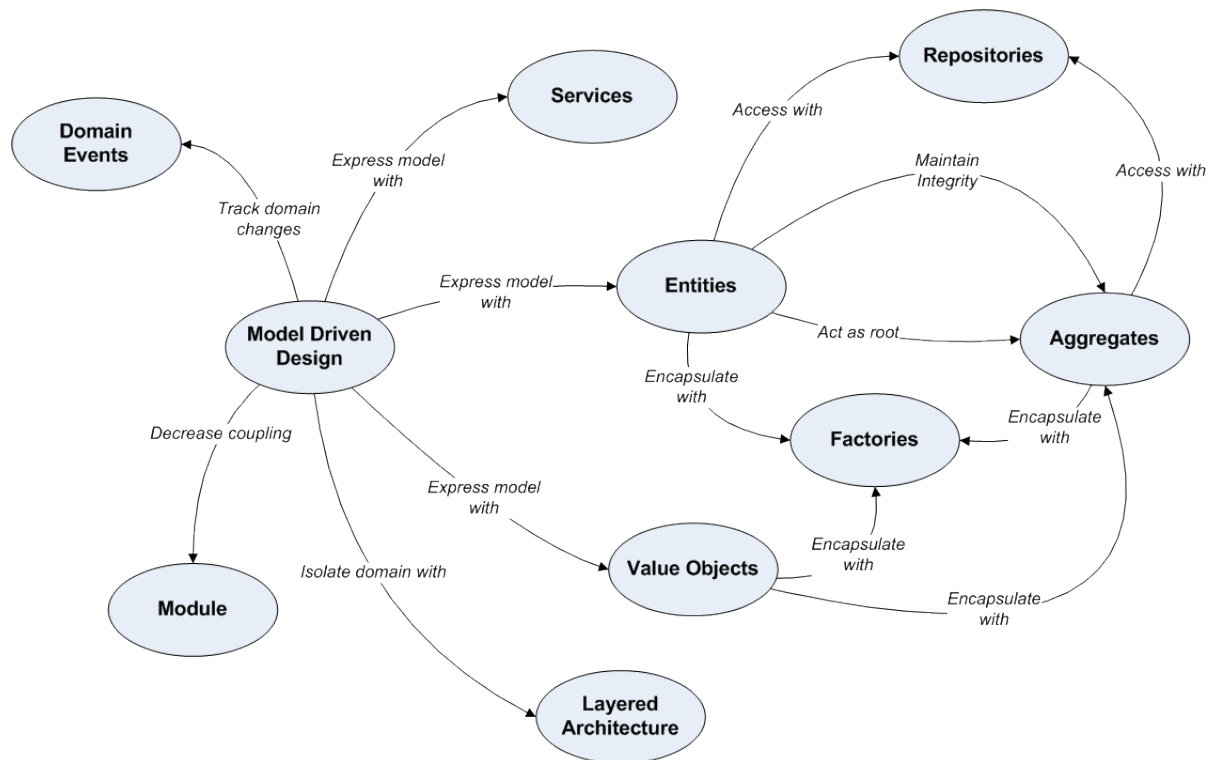 Repositories
Services
Access with
Domain
Events
Express model
with
Maintain
Integrity
Access with
Track domain
changes
Express model
with
Entities
Model Driven
Design
Act as root
Aggregates
Encapsulate
with
Decrease coupling
Encapsulate
with
Factories
Express model
with
Isolate domain with
Encapsulate
with
Value Objects
Module
Encapsulate
with
Layered
Architecture